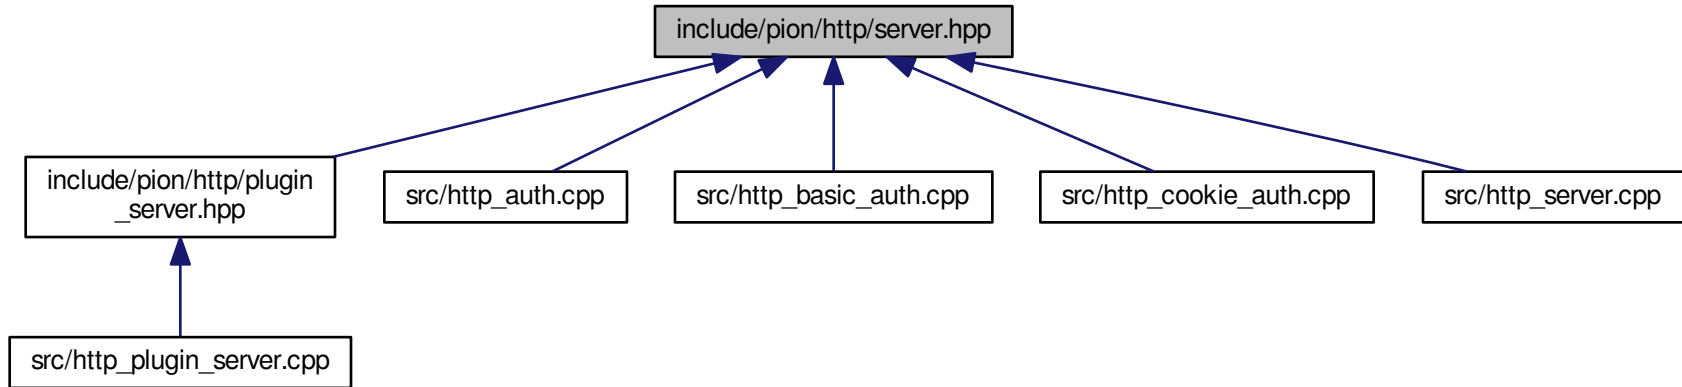 include/pion/http/server.hpp
include/pion/http/plugin
_server.hpp
src/http_auth.cpp
src/http_basic_auth.cpp
src/http_cookie_auth.cpp
src/http_server.cpp
src/http_plugin_server.cpp